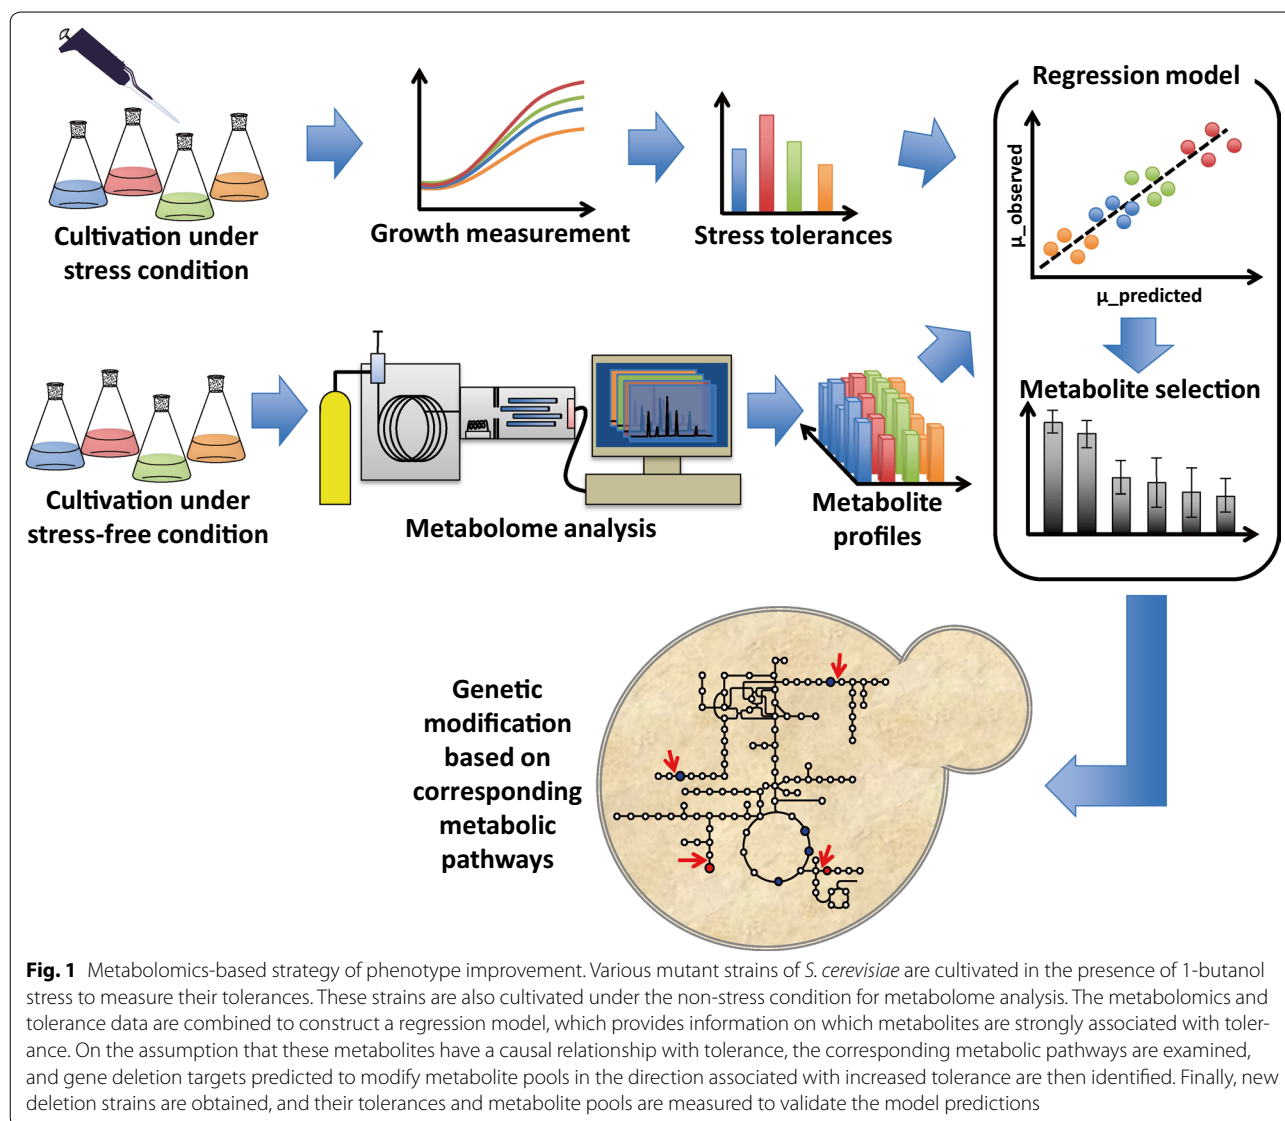 Cultivation under
stress condition
Growth measurement
Stress tolerances
Regression model
μ_observed
μ_predicted
Metabolite selection
Cultivation under
stress-free condition
Metabolome analysis
Metabolite
profiles
Genetic
modification
based on
corresponding
metabolic
pathways
Fig. 1 Metabolomics-based strategy of phenotype improvement. Various mutant strains of S. cerevisiae are cultivated in the presence of 1-butanol
stress to measure their tolerances. These strains are also cultivated under the non-stress condition for metabolome analysis. The metabolomics and
tolerance data are combined to construct a regression model, which provides information on which metabolites are strongly associated with toler-
ance. On the assumption that these metabolites have a causal relationship with tolerance, the corresponding metabolic pathways are examined,
and gene deletion targets predicted to modify metabolite pools in the direction associated with increased tolerance are then identified. Finally, new
deletion strains are obtained, and their tolerances and metabolite pools are measured to validate the model predictions